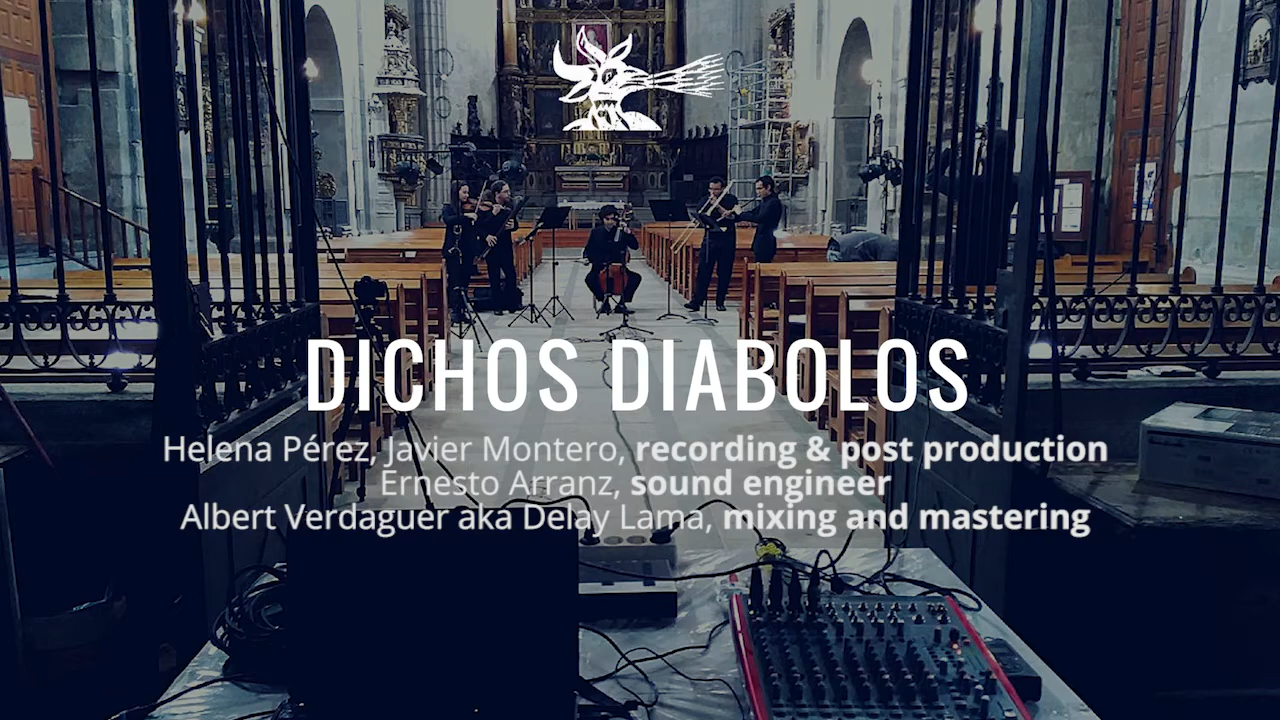 DICHOS DIABOLOS
Helena Pérez, Javier Montero, recording & post production
Ernesto Arranz, sound engineer
Albert Verdaguer aka Delay Lama, mixing and mastering